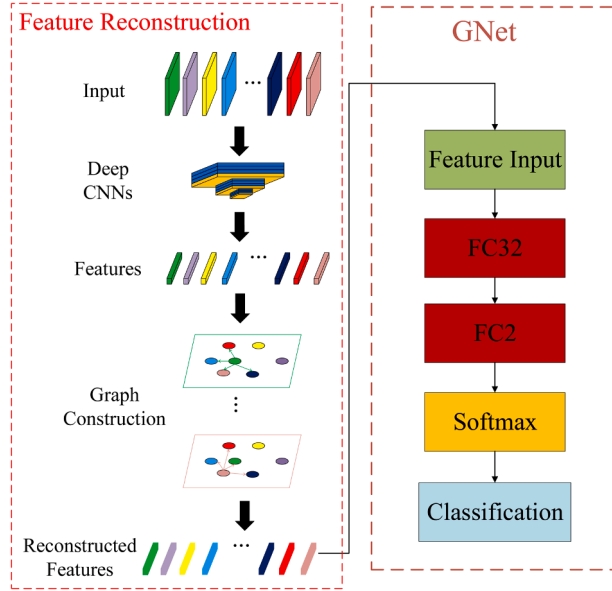 Feature Reconstruction
Input
Deep
CNNs
Features
Graph
Construction
Reconstructed
Features
GNet
Feature Input
FC32
FC2
Softmax
Classification